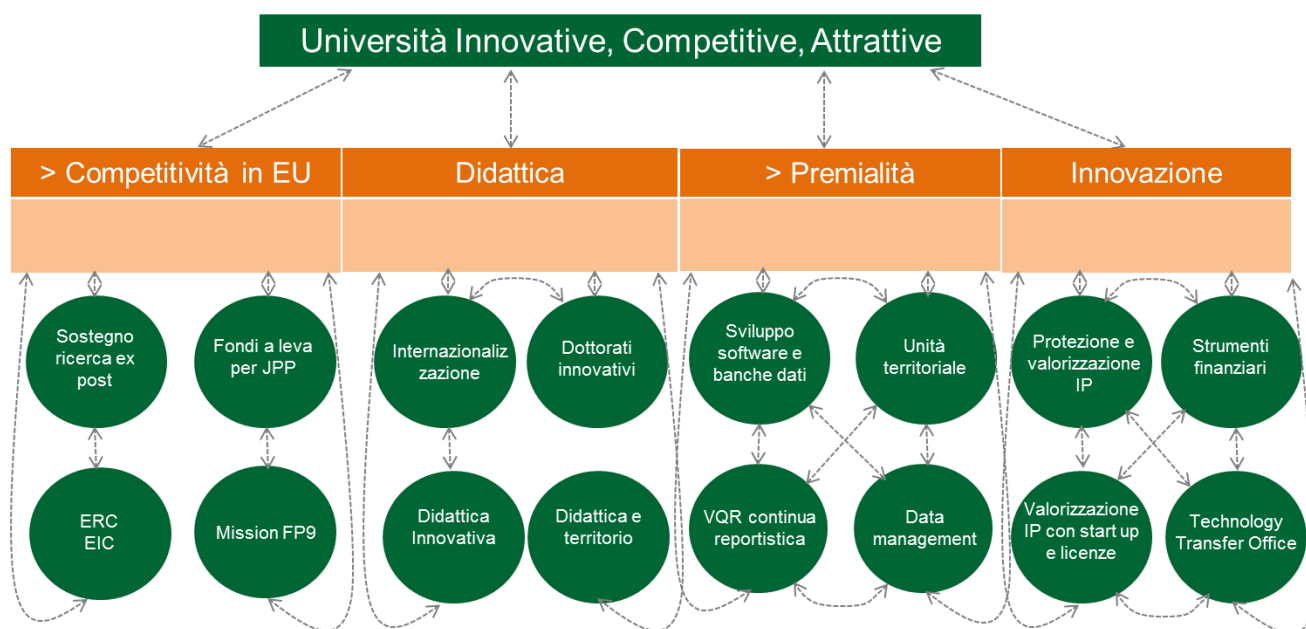 Università Innovative, Competitive, Attrattive
> Competitività in EU
Didattica
> Premialità
Innovazione
Sostegno
ricerca ex
post
Fondi a leva
per JPP
Internazionaliz
zazione
Dottorati
innovativi
Sviluppo
software e
banche dati
Unità
territoriale
Protezione e
valorizzazione
IP
Strumenti
finanziari
ERC
EIC
Mission FP9
Didattica
Innovativa
Didattica e
territorio
VQR continua
reportistica
Data
management
Valorizzazione
IP con start up
e licenze
Technology
Transfer Office